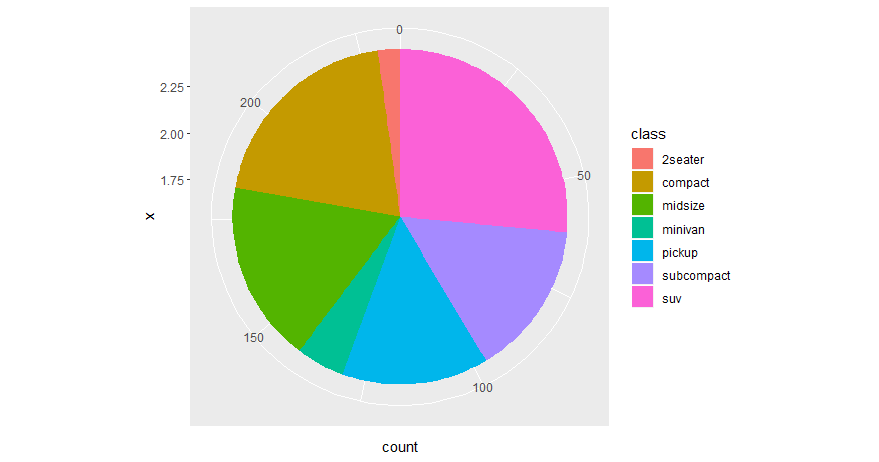 0
2.25
200
2.00
1.75
50
x
150
100
count
class
2seater
compact
midsize
minivan
pickup
subcompact
suv